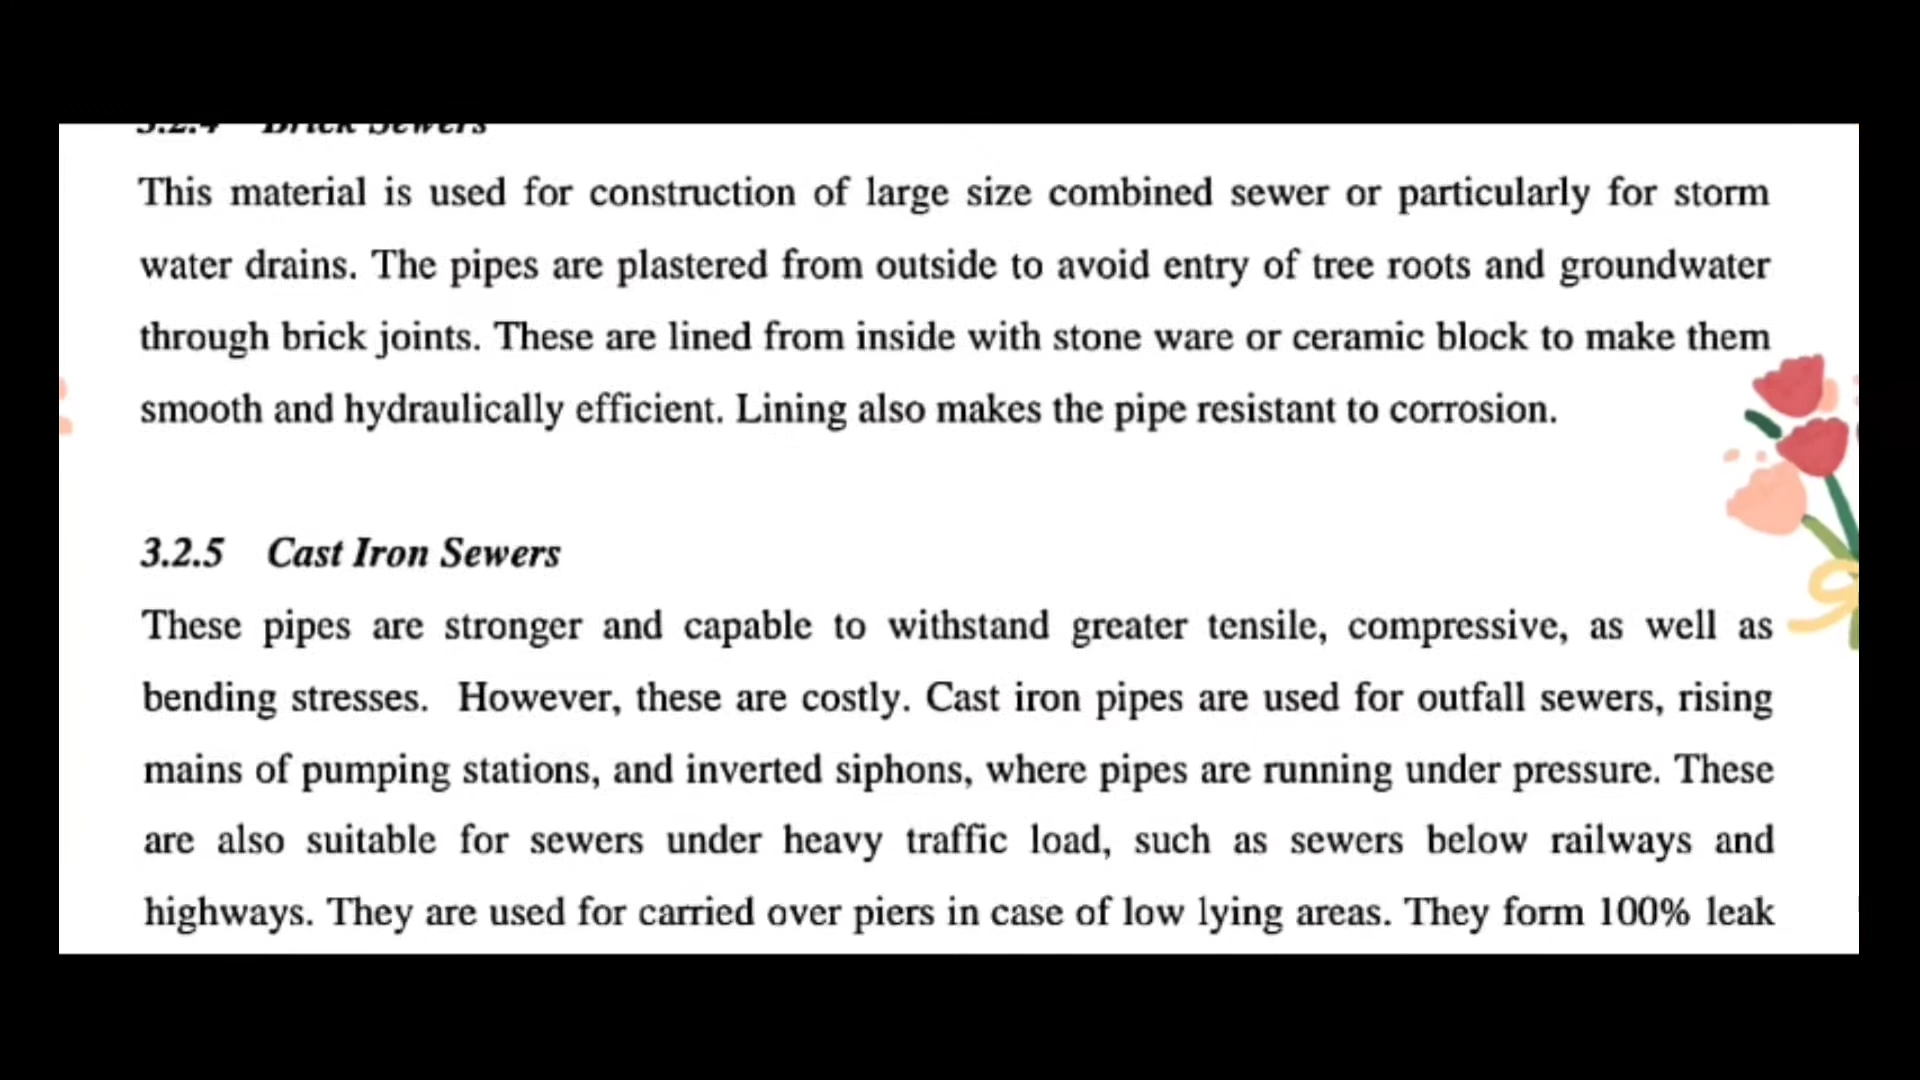 3.2.4 Brick Sewers
This material is used for construction of large size combined sewer or particularly for storm
water drains. The pipes are plastered from outside to avoid entry of tree roots and groundwater
through brick joints. These are lined from inside with stone ware or ceramic block to make them
smooth and hydraulically efficient. Lining also makes the pipe resistant to corrosion.
3.2.5 Cast Iron Sewers
These pipes are stronger and capable to withstand greater tensile, compressive, as well as
bending stresses. However, these are costly. Cast iron pipes are used for outfall sewers, rising
mains of pumping stations, and inverted siphons, where pipes are running under pressure. These
are also suitable for sewers under heavy traffic load, such as sewers below railways and
highways. They are used for carried over piers in case of low lying areas. They form 100% leak